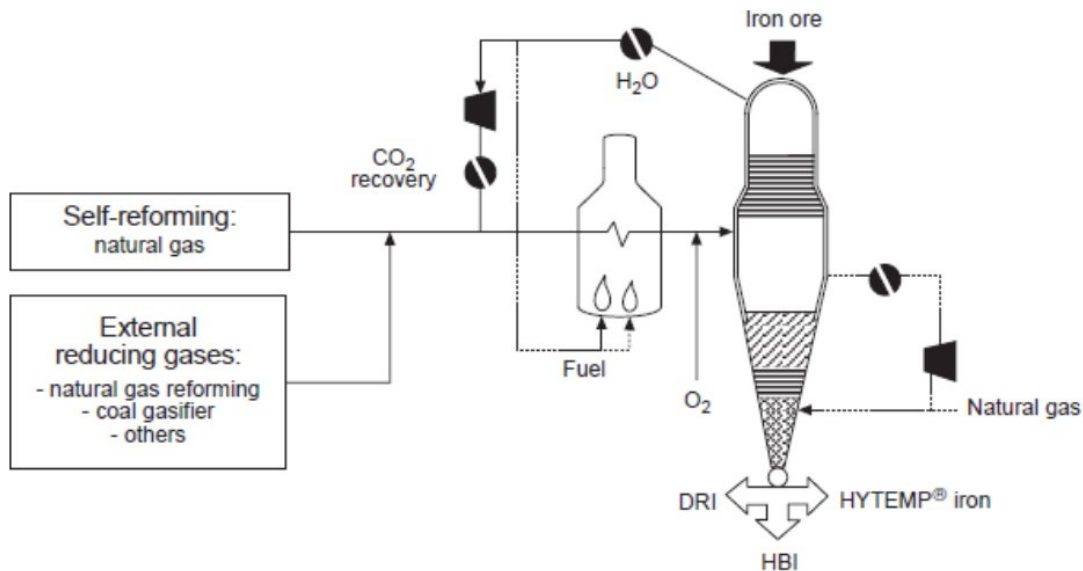 Iron ore
H₂O
CO₂
recovery
Self-reforming:
natural gas
External
reducing gases:
- natural gas reforming
- coal gasifier
- others
Fuel
O₂
Natural gas
DRI
HYTEMP® iron
HBI